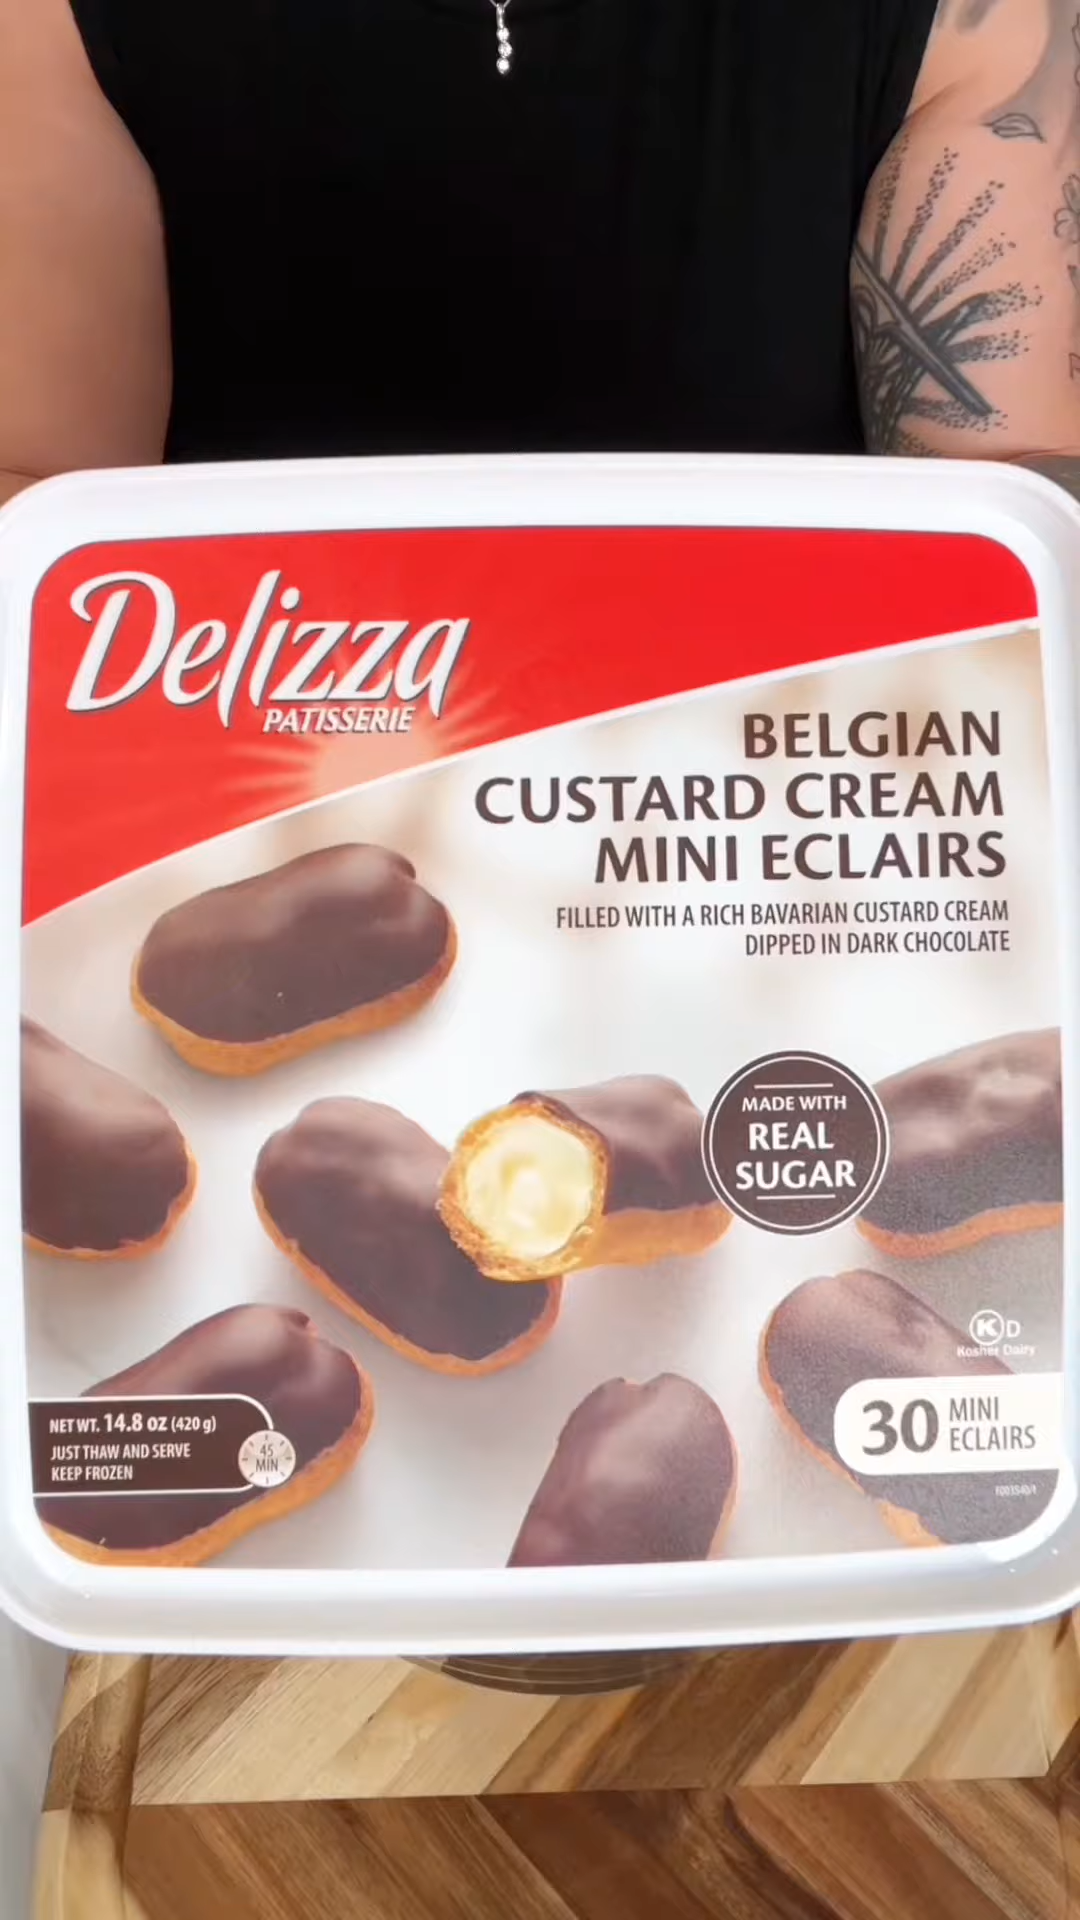 Delizza
PATISSERIE
BELGIAN
CUSTARD CREAM
MINI ECLAIRS
FILLED WITH A RICH BAVARIAN CUSTARD CREAM
DIPPED IN DARK CHOCOLATE
MADE WITH
REAL
SUGAR
KD
Kosher Dairy
30 MINI
ECLAIRS
NET WT. 14.8 oz (420 g)
JUST THAW AND SERVE
KEEP FROZEN
45
MIN